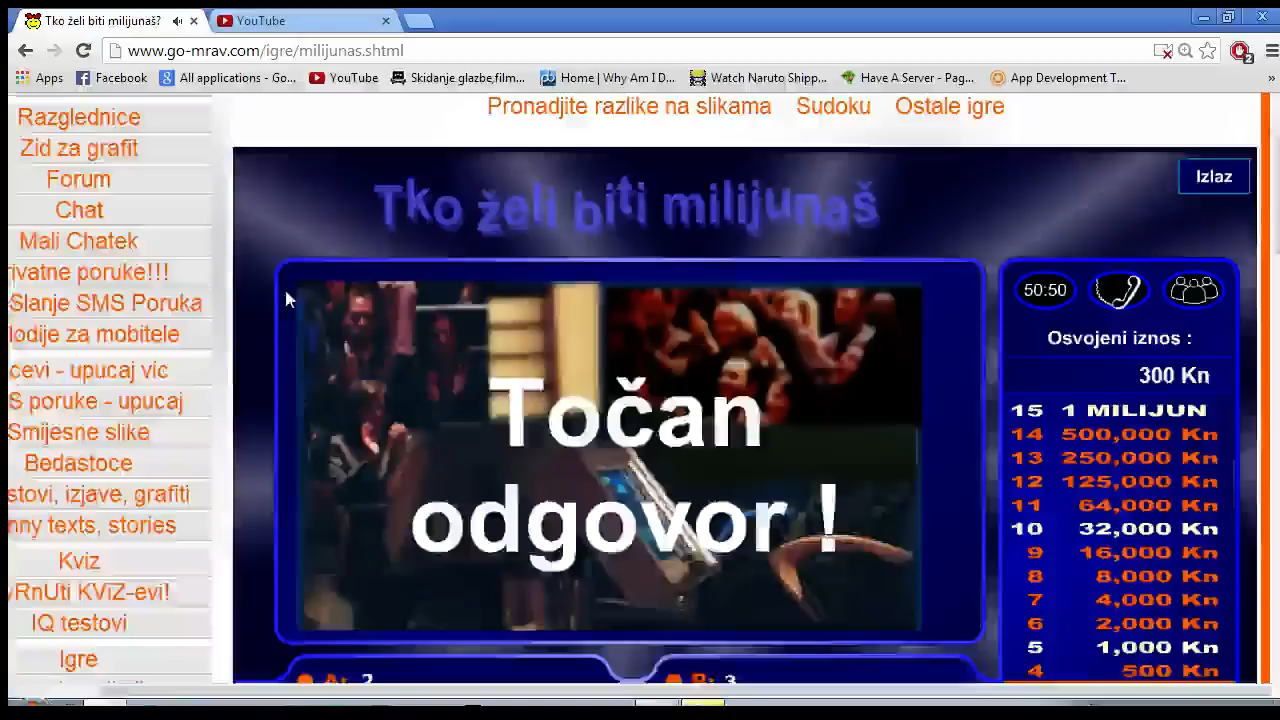 Tko želi biti milijunaš?
YouTube
www.go-mrav.com/igre/milijunas.shtml
2
Apps
Facebook
All applications - Go...
YouTube
Skidanje glazbe,film...
Home | Why Am I D...
Watch Naruto Shipp...
Have A Server - Pag...
App Development T...
»
Pronadjite razlike na slikama
Sudoku
Ostale igre
Razglednice
Zid za grafit
Forum
Chat
Mali Chatek
rivatne poruke!!!
Slanje SMS Poruka
lodije za mobitele
cevi - upucaj vic
S poruke - upucaj
Smijesne slike
Bedastoce
stovi, izjave, grafiti
nny texts, stories
Kviz
yRnUti KViZ-evi!
IQ testovi
Igre
Tko želi biti milijunaš
Izlaz
Točan
odgovor !
50:50
Osvojeni iznos :
300 Kn
15 1 MILIJUN
14 500,000 Kn
13 250,000 Kn
12 125,000 Kn
11 64,000 Kn
10 32,000 Kn
9 16,000 Kn
8 8,000 Kn
7 4,000 Kn
6 2,000 Kn
5 1,000 Kn
4 500 Kn
A: 2
B: 3